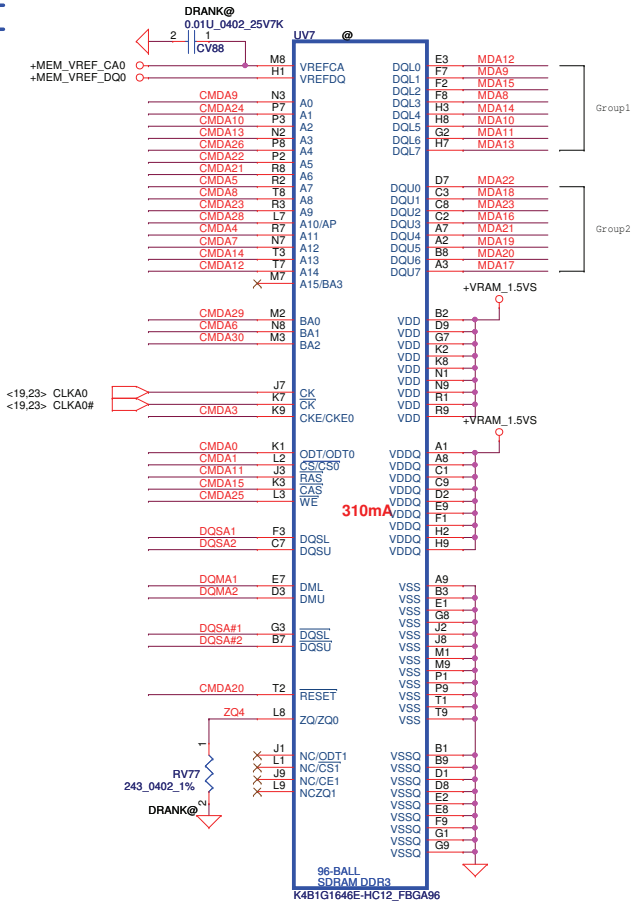 DRANK@
0.01U_0402_25V7K
2 1
CV88
UV7 @
+MEM_VREF_CA0 M8 VREFCA
+MEM_VREF_DQ0 H1 VREFDQ
CMDA9 N3 A0
CMDA24 P7 A1
CMDA10 P3 A2
CMDA13 N2 A3
CMDA26 P8 A4
CMDA22 P2 A5
CMDA21 R8 A6
CMDA5 R2 A7
CMDA8 T8 A8
CMDA23 R3 A9
CMDA28 L7 A10/AP
CMDA4 R7 A11
CMDA7 N7 A12
CMDA14 T3 A13
CMDA12 T7 A14
M7 A15/BA3
CMDA29 M2 BA0
CMDA6 N8 BA1
CMDA30 M3 BA2
<19,23> CLKA0 J7 CK
<19,23> CLKA0# K7 CK
CMDA3 K9 CKE/CKE0
CMDA0 K1 ODT/ODT0
CMDA1 L2 CS/CS0
CMDA11 J3 RAS
CMDA15 K3 CAS
CMDA25 L3 WE
310mA
DQSA1 F3 DQSL
DQSA2 C7 DQSU
DQMA1 E7 DML
DQMA2 D3 DMU
DQSA#1 G3 DQSL
DQSA#2 B7 DQSU
CMDA20 T2 RESET
ZQ4 L8 ZQ/ZQ0
1
RV77
243_0402_1%
2
DRANK@
J1 NC/ODT1
L1 NC/CS1
J9 NC/CE1
L9 NCZQ1
DQL0 E3 MDA12
DQL1 F7 MDA9
DQL2 F2 MDA15
DQL3 F8 MDA8
DQL4 H3 MDA14
DQL5 H8 MDA10
DQL6 G2 MDA11
DQL7 H7 MDA13
Group1
DQU0 D7 MDA22
DQU1 C3 MDA18
DQU2 C8 MDA23
DQU3 C2 MDA16
DQU4 A7 MDA21
DQU5 A2 MDA19
DQU6 B8 MDA20
DQU7 A3 MDA17
Group2
+VRAM_1.5VS
VDD B2
VDD D9
VDD G7
VDD K2
VDD K8
VDD N1
VDD N9
VDD R1
VDD R9
+VRAM_1.5VS
VDDQ A1
VDDQ A8
VDDQ C1
VDDQ C9
VDDQ D2
VDDQ E9
VDDQ F1
VDDQ H2
VDDQ H9
VSS A9
VSS B3
VSS E1
VSS G8
VSS J2
VSS J8
VSS M1
VSS M9
VSS P1
VSS P9
VSS T1
VSS T9
VSSQ B1
VSSQ B9
VSSQ D1
VSSQ D8
VSSQ E2
VSSQ E8
VSSQ F9
VSSQ G1
VSSQ G9
96-BALL
SDRAM DDR3
K4B1G1646E-HC12_FBGA96